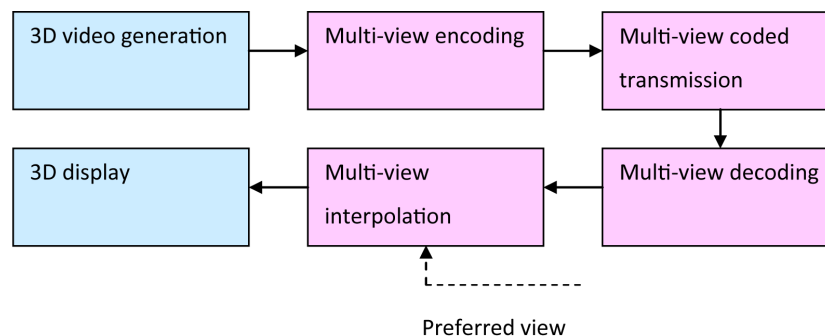 3D video generation
Multi-view encoding
Multi-view coded
transmission
3D display
Multi-view
interpolation
Multi-view decoding
Preferred view